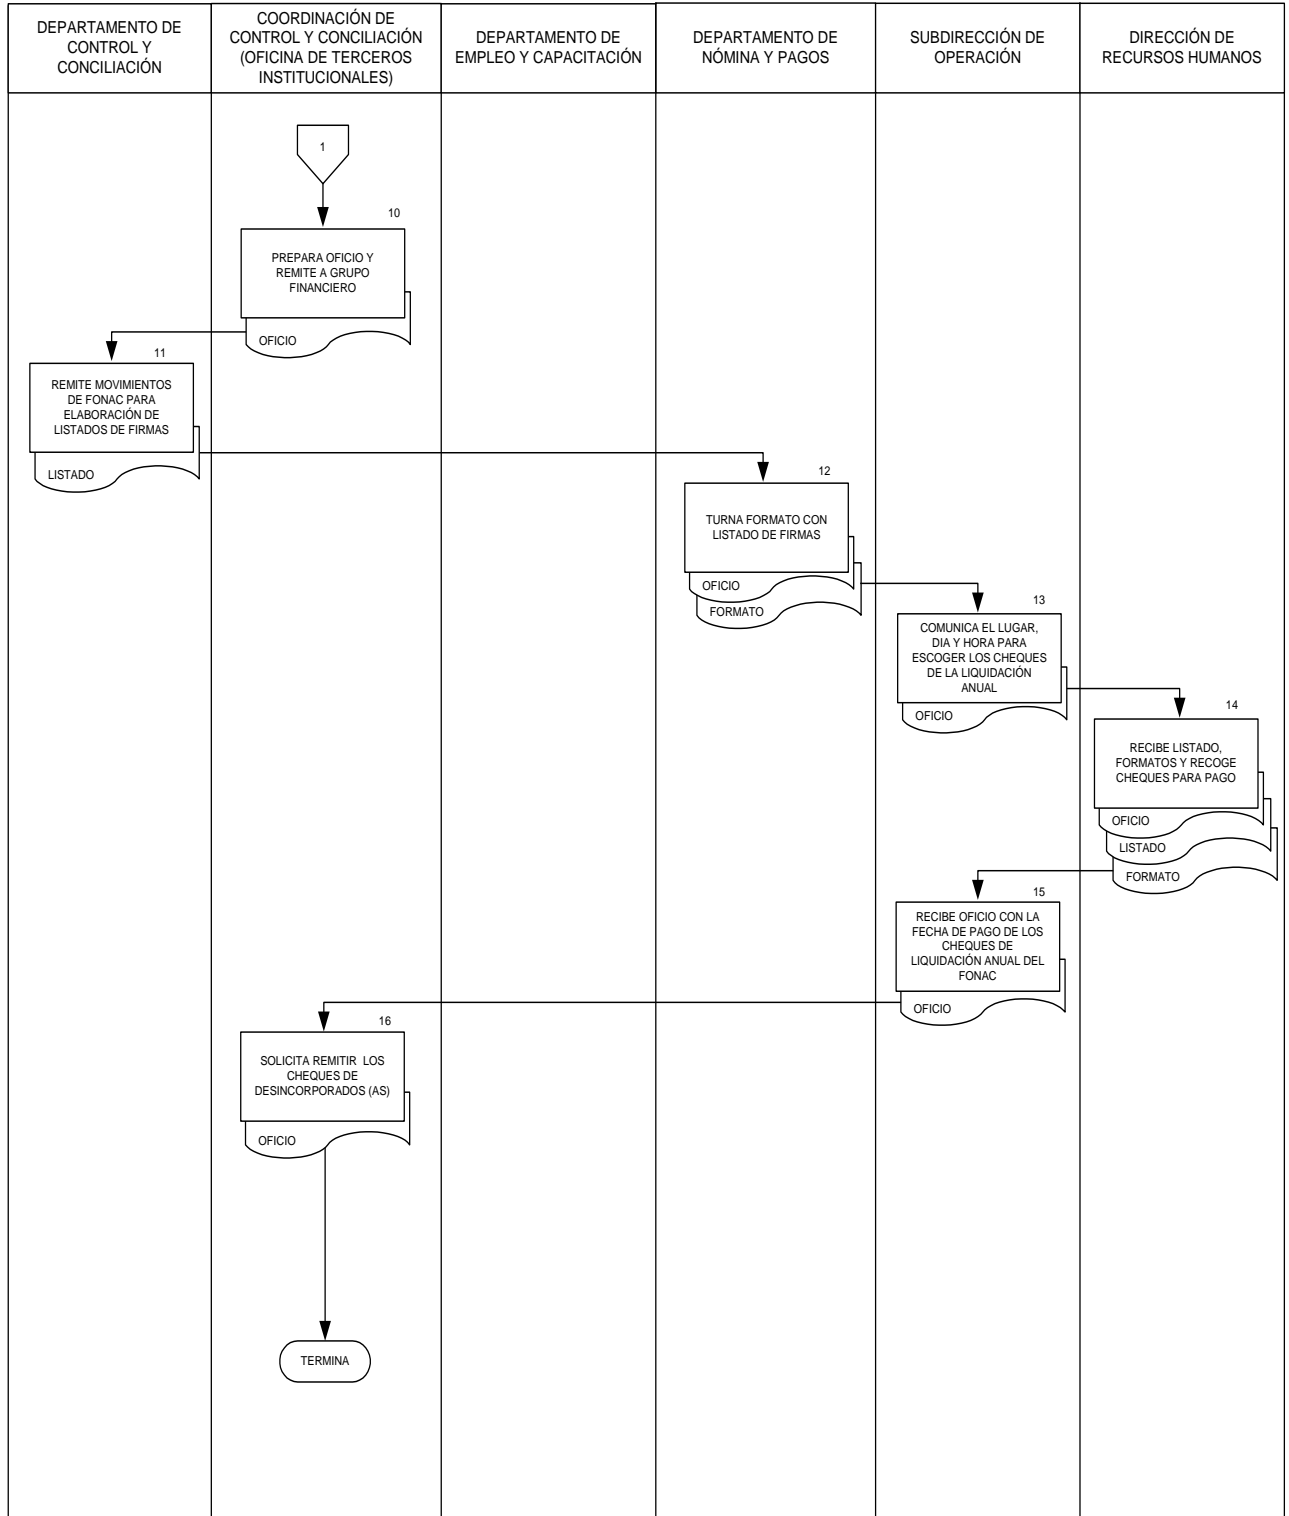 DEPARTAMENTO DE
CONTROL Y
CONCILIACIÓN
COORDINACIÓN DE
CONTROL Y CONCILIACIÓN
(OFICINA DE TERCEROS
INSTITUCIONALES)
DEPARTAMENTO DE
EMPLEO Y CAPACITACIÓN
DEPARTAMENTO DE
NÓMINA Y PAGOS
SUBDIRECCIÓN DE
OPERACIÓN
DIRECCIÓN DE
RECURSOS HUMANOS
1
10
PREPARA OFICIO Y
REMITE A GRUPO
FINANCIERO
OFICIO
11
REMITE MOVIMIENTOS
DE FONAC PARA
ELABORACIÓN DE
LISTADOS DE FIRMAS
LISTADO
12
TURNA FORMATO CON
LISTADO DE FIRMAS
OFICIO
FORMATO
13
COMUNICA EL LUGAR,
DIA Y HORA PARA
ESCOGER LOS CHEQUES
DE LA LIQUIDACIÓN
ANUAL
OFICIO
14
RECIBE LISTADO,
FORMATOS Y RECOGE
CHEQUES PARA PAGO
OFICIO
LISTADO
FORMATO
15
RECIBE OFICIO CON LA
FECHA DE PAGO DE LOS
CHEQUES DE
LIQUIDACIÓN ANUAL DEL
FONAC
OFICIO
16
SOLICITA REMITIR LOS
CHEQUES DE
DESINCORPORADOS (AS)
OFICIO
TERMINA